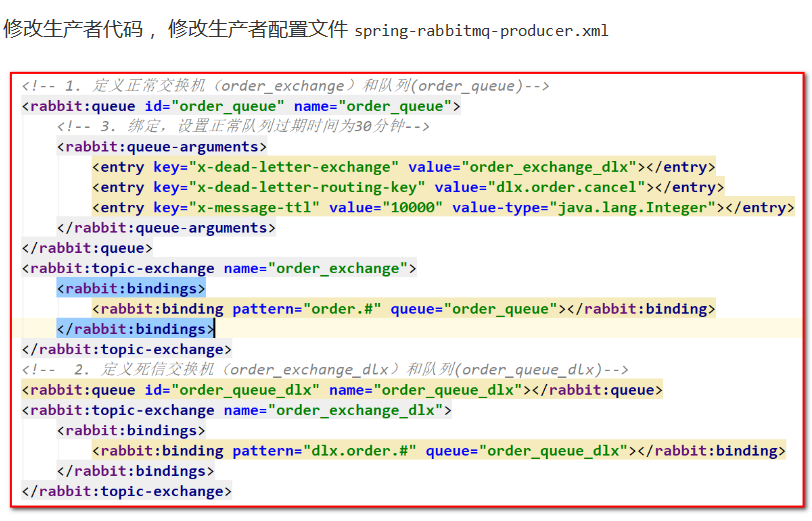 修改生产者代码 ，修改生产者配置文件 spring-rabbitmq-producer.xml
<!-- 1. 定义正常交换机（order_exchange）和队列(order_queue)-->
<rabbit:queue id="order_queue" name="order_queue">
    <!-- 3. 绑定，设置正常队列过期时间为30分钟-->
    <rabbit:queue-arguments>
        <entry key="x-dead-letter-exchange" value="order_exchange_dlx"></entry>
        <entry key="x-dead-letter-routing-key" value="dlx.order.cancel"></entry>
        <entry key="x-message-ttl" value="10000" value-type="java.lang.Integer"></entry>
    </rabbit:queue-arguments>
</rabbit:queue>
<rabbit:topic-exchange name="order_exchange">
    <rabbit:bindings>
        <rabbit:binding pattern="order.#" queue="order_queue"></rabbit:binding>
    </rabbit:bindings>
</rabbit:topic-exchange>
<!--  2. 定义死信交换机（order_exchange_dlx）和队列(order_queue_dlx)-->
<rabbit:queue id="order_queue_dlx" name="order_queue_dlx"></rabbit:queue>
<rabbit:topic-exchange name="order_exchange_dlx">
    <rabbit:bindings>
        <rabbit:binding pattern="dlx.order.#" queue="order_queue_dlx"></rabbit:binding>
    </rabbit:bindings>
</rabbit:topic-exchange>